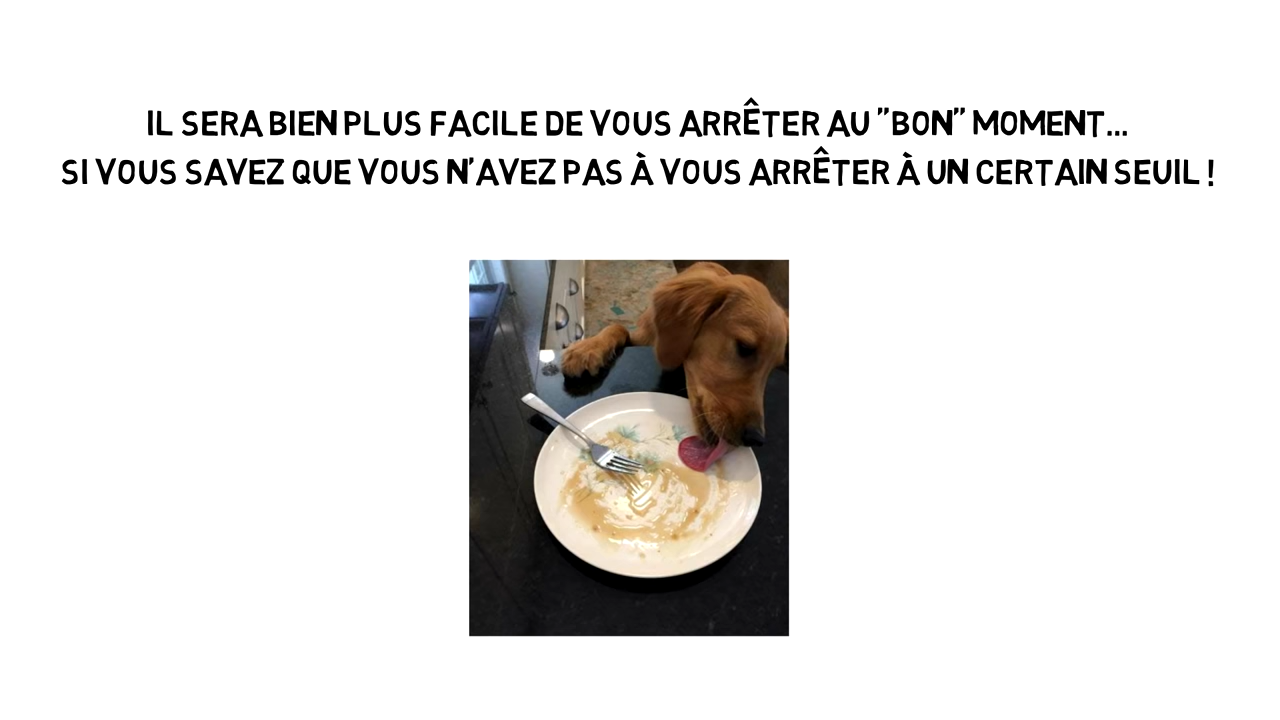 IL SERA BIEN PLUS FACILE DE VOUS ARRÊTER AU "BON" MOMENT...
SI VOUS SAVEZ QUE VOUS N'AVEZ PAS À VOUS ARRÊTER À UN CERTAIN SEUIL !